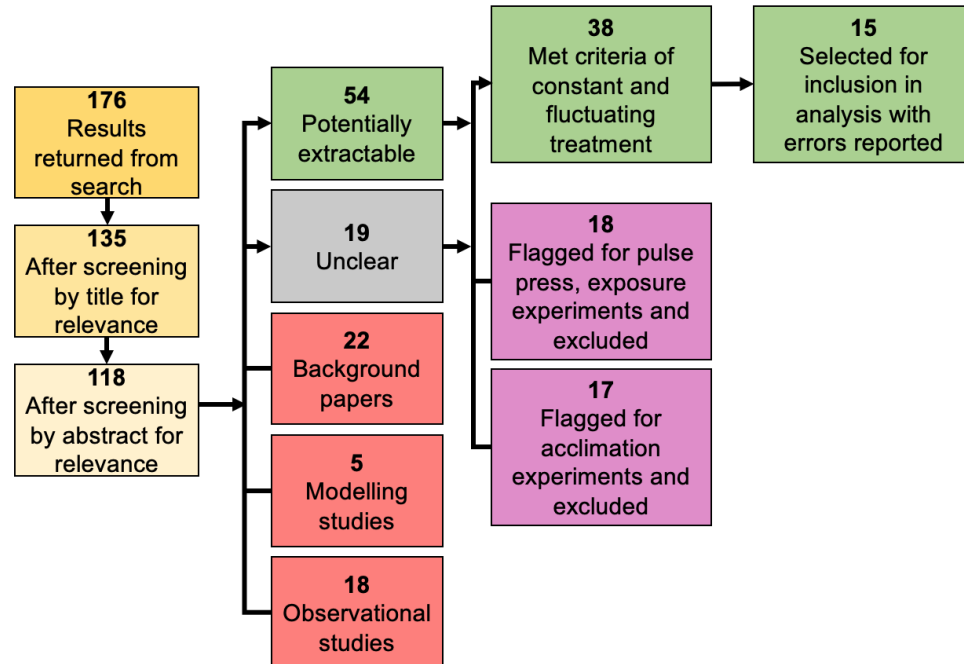 176
Results
returned from
search
135
After screening
by title for
relevance
118
After screening
by abstract for
relevance
54
Potentially
extractable
19
Unclear
22
Background
papers
5
Modelling
studies
18
Observational
studies
38
Met criteria of
constant and
fluctuating
treatment
18
Flagged for pulse
press, exposure
experiments and
excluded
17
Flagged for
acclimation
experiments and
excluded
15
Selected for
inclusion in
analysis with
errors reported